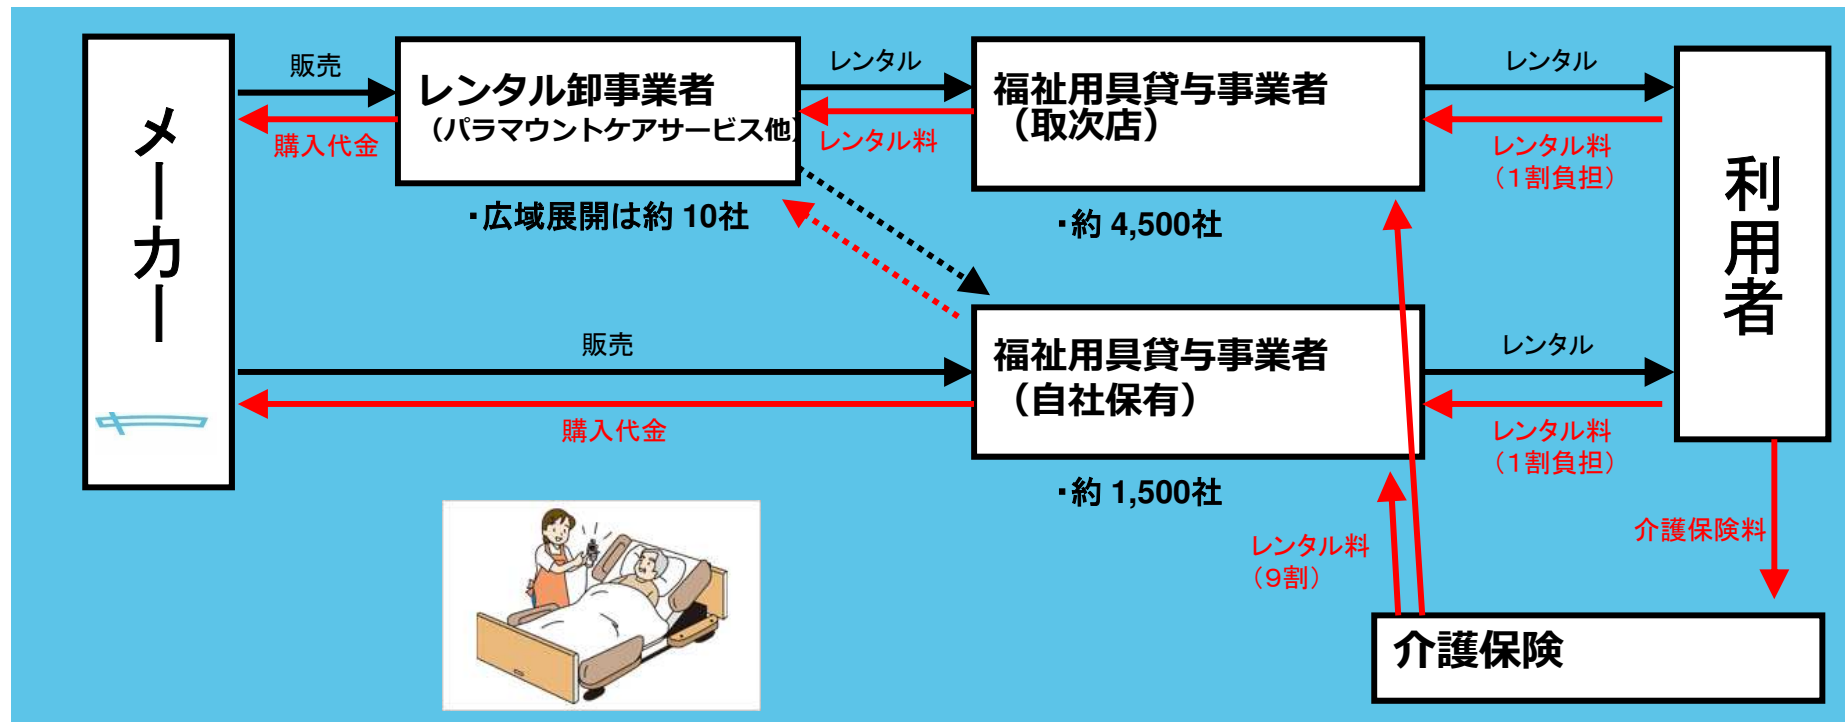 メーカー
販売
購入代金
レンタル卸事業者
（パラマウントケアサービス他）
・広域展開は約 10社
レンタル
レンタル料
福祉用具貸与事業者
（取次店）
・約 4,500社
レンタル
レンタル料
（1割負担）
利用者
販売
購入代金
福祉用具貸与事業者
（自社保有）
・約 1,500社
レンタル
レンタル料
（1割負担）
レンタル料
（9割）
介護保険料
介護保険